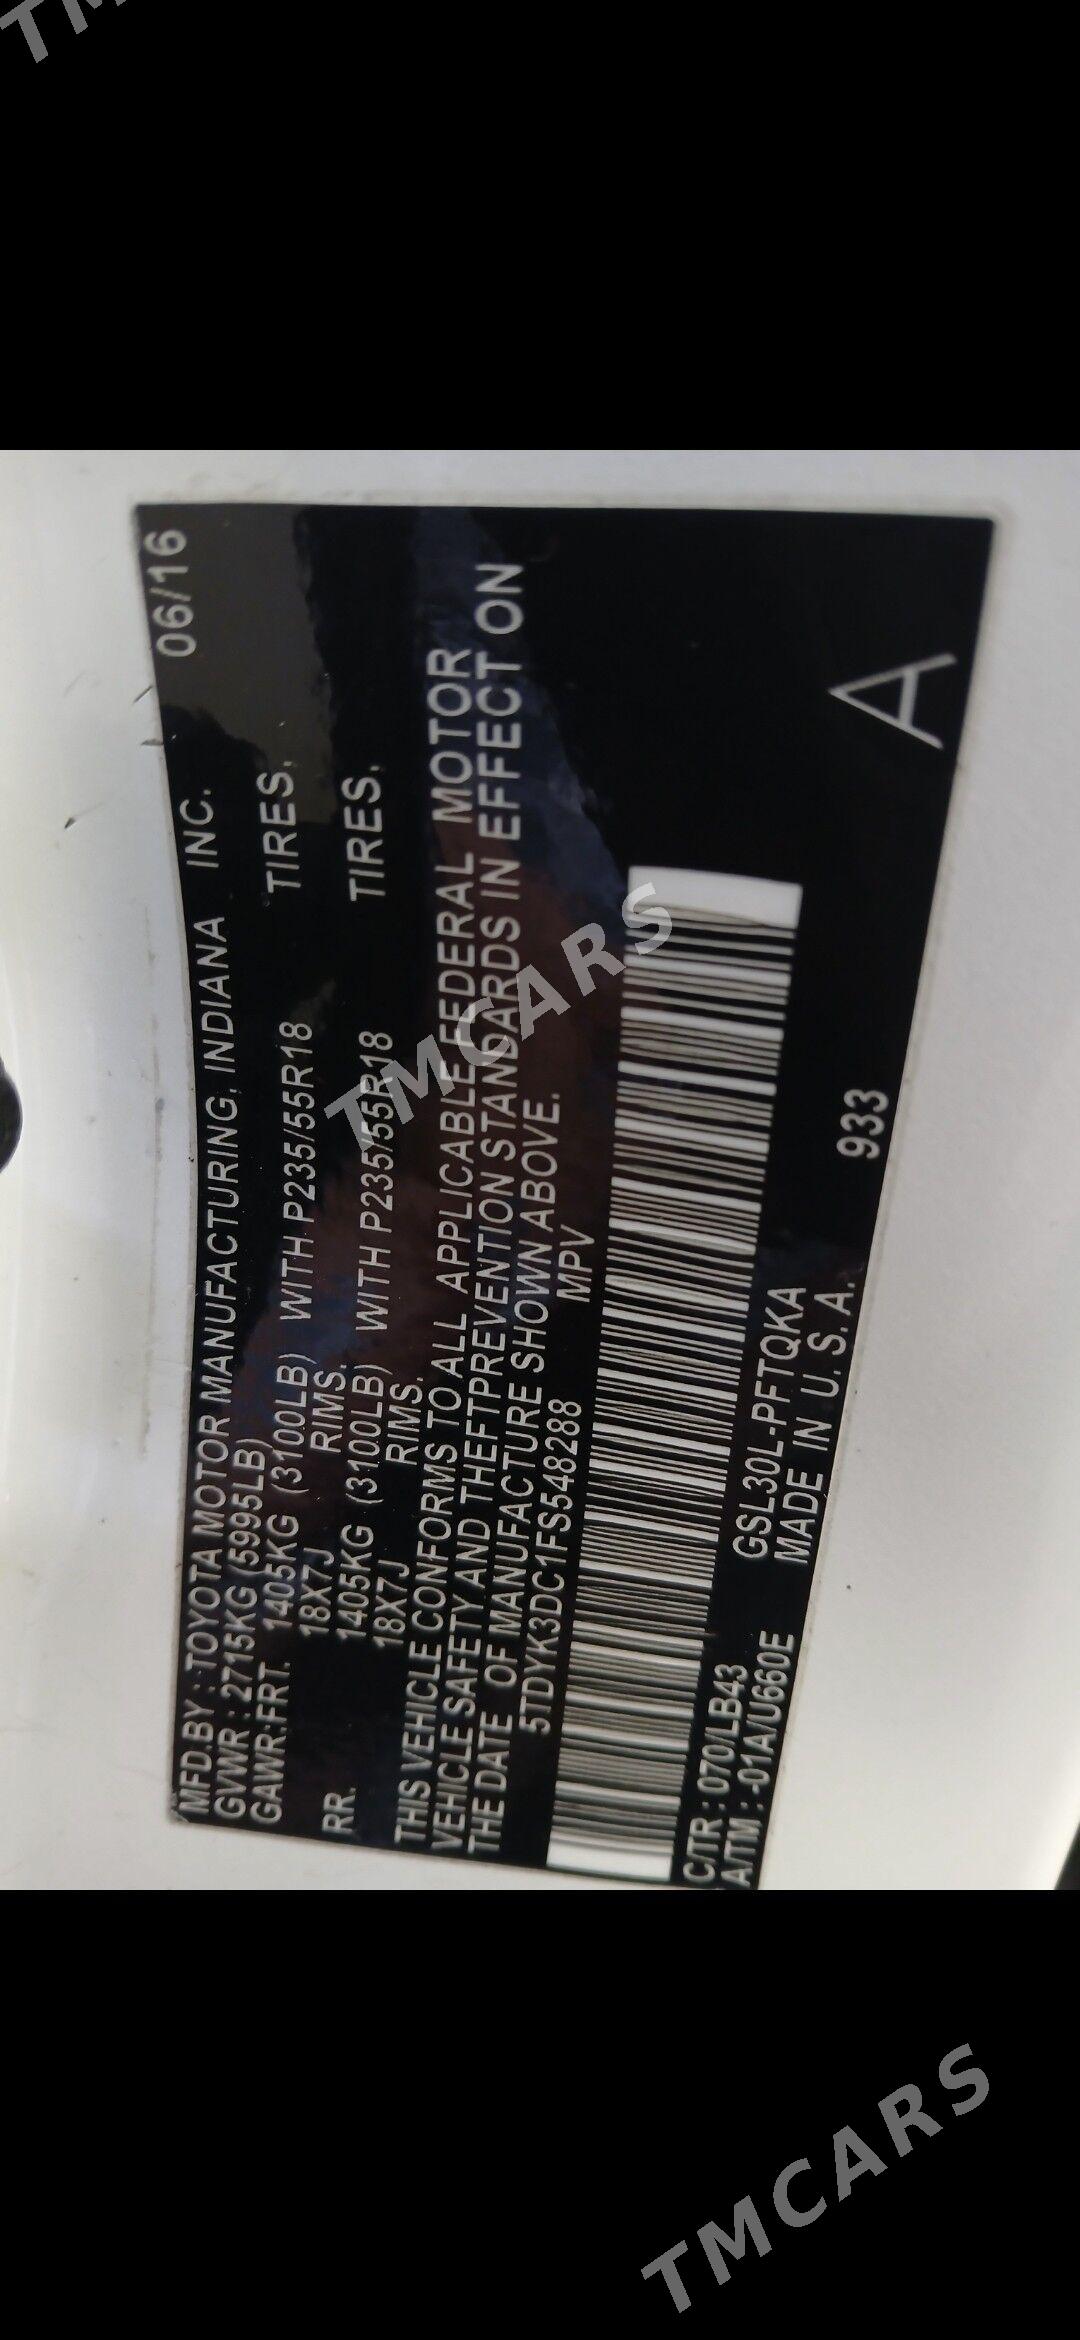 MFD.BY : TOYOTA MOTOR MANUFACTURING, INDIANA INC. 06/16
GVWR : 2715KG (5995LB)
GAWR: FRT. 1405KG (3100LB) WITH P235/55R18 TIRES,
18X7J RIMS.
RR. 1405KG (3100LB) WITH P235/55R18 TIRES,
18X7J RIMS.
THIS VEHICLE CONFORMS TO ALL APPLICABLE FEDERAL MOTOR
VEHICLE SAFETY AND THEFTPREVENTION STANDARDS IN EFFECT ON
THE DATE OF MANUFACTURE SHOWN ABOVE.
5TDYK3DC1FS548288 MPV
C/TR : 070/LB43 GSL30L-PFTQKA 933
A/TM : -01A/U660E MADE IN U.S.A.
A
TMCARS
TMCARS